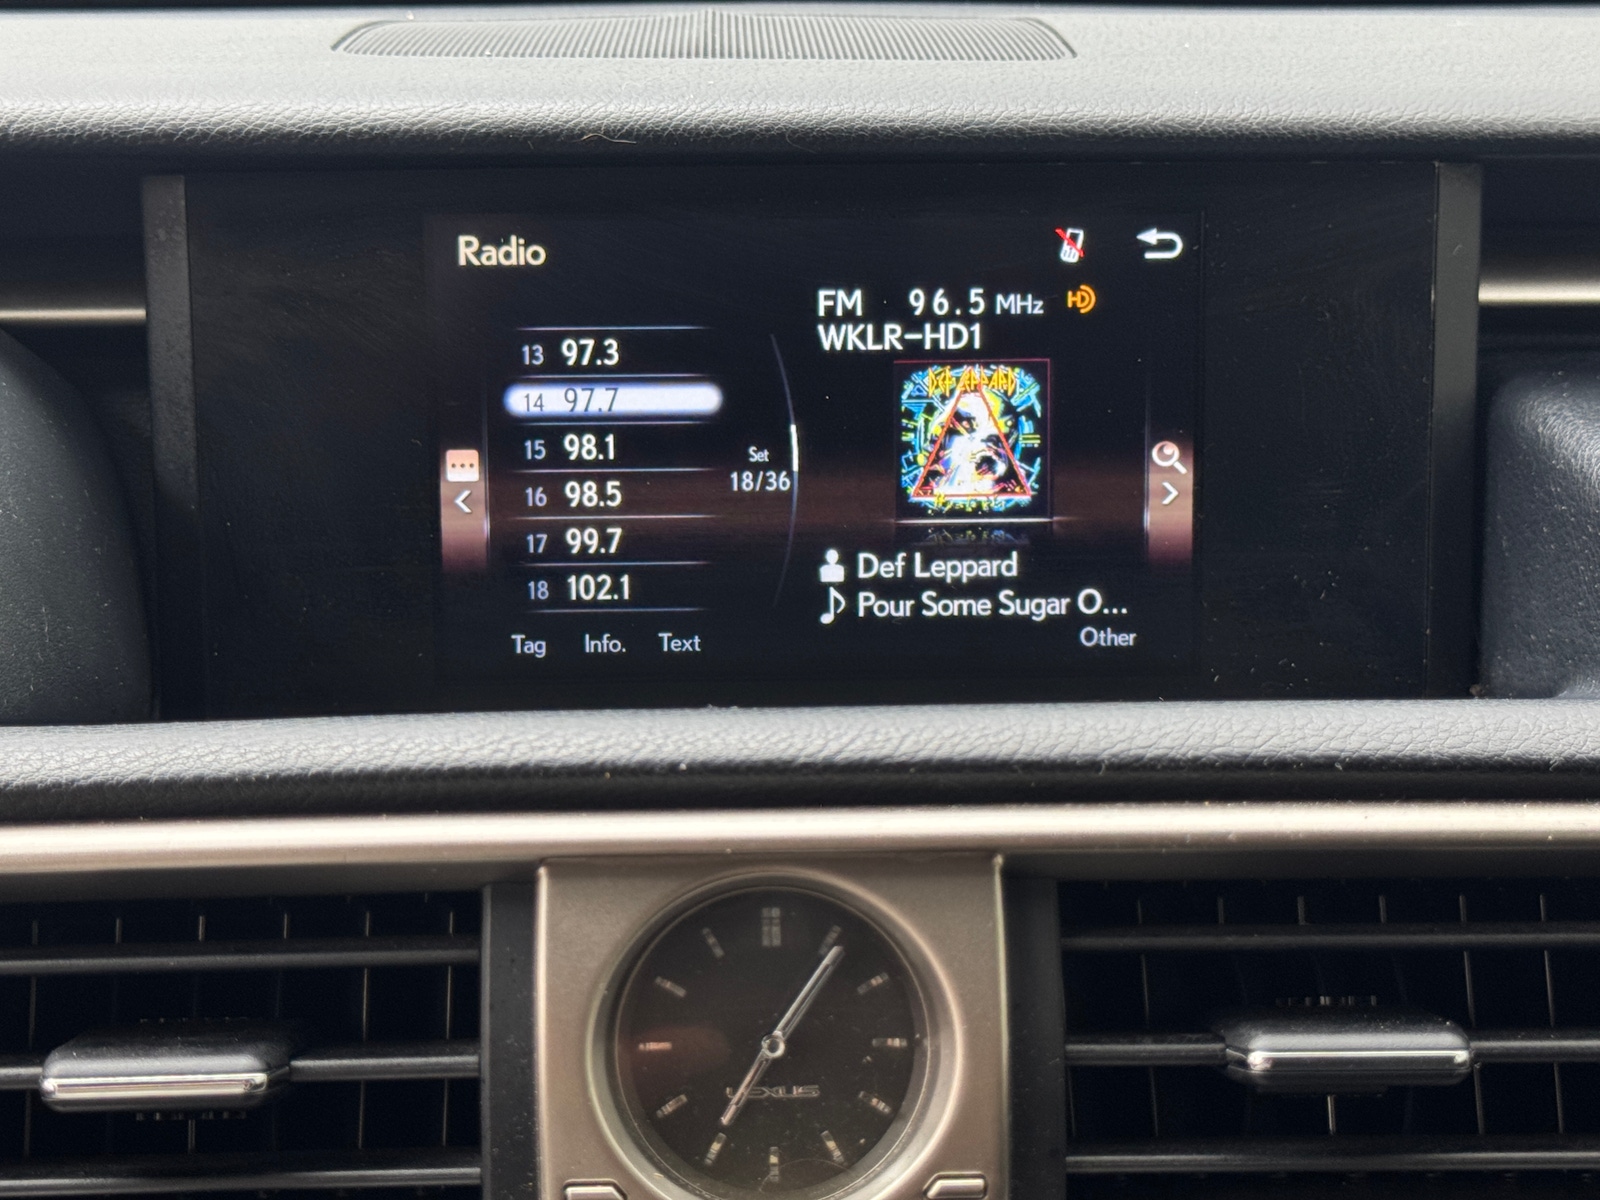 Radio
FM 96.5 MHz HD
WKLR-HD1
13 97.3
14 97.7
15 98.1
16 98.5
17 99.7
18 102.1
Set
18/36
DEF LEPPARD
Def Leppard
Pour Some Sugar O...
Tag Info. Text
Other
LEXUS